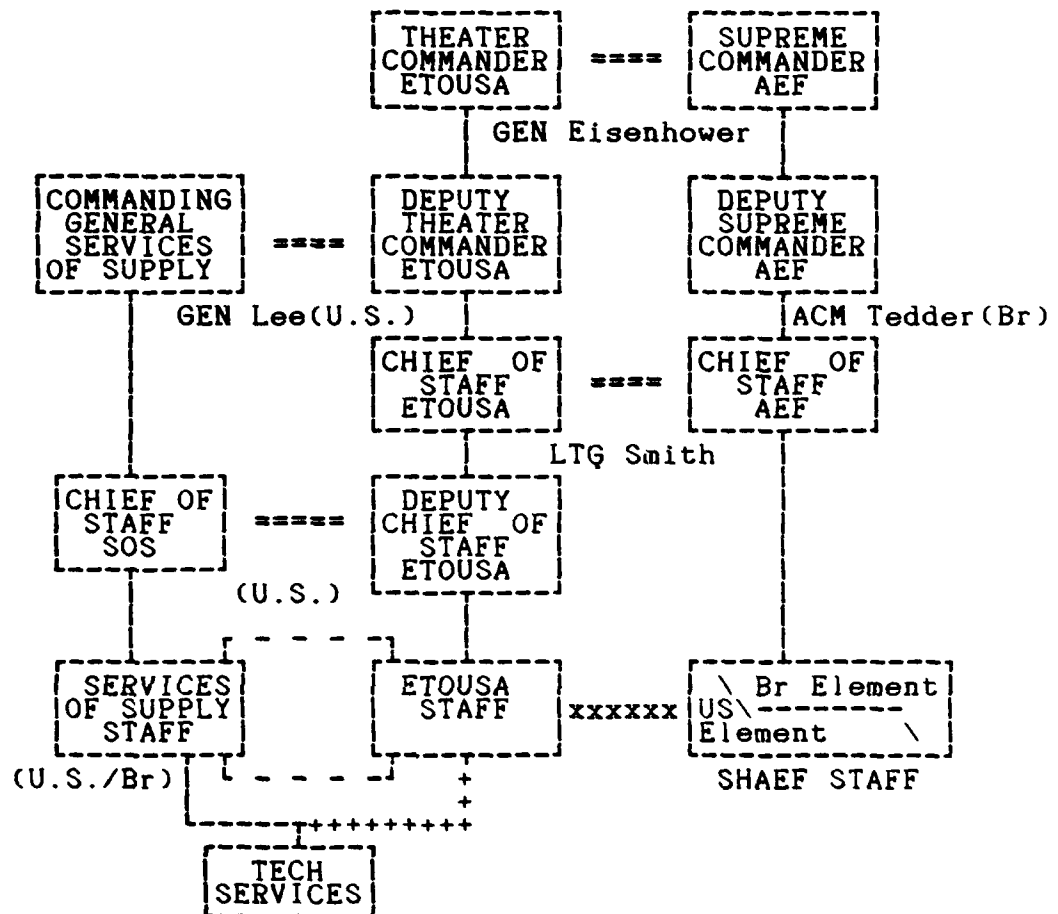 THEATER
COMMANDER
ETOUSA
====
SUPREME
COMMANDER
AEF
GEN Eisenhower
COMMANDING
GENERAL
SERVICES
OF SUPPLY
====
DEPUTY
THEATER
COMMANDER
ETOUSA
DEPUTY
SUPREME
COMMANDER
AEF
GEN Lee(U.S.)
ACM Tedder(Br)
CHIEF OF
STAFF
ETOUSA
====
CHIEF OF
STAFF
AEF
LTG Smith
CHIEF OF
STAFF
SOS
=====
DEPUTY
CHIEF OF
STAFF
ETOUSA
(U.S.)
SERVICES
OF SUPPLY
STAFF
ETOUSA
STAFF
xxxxxx
\ Br Element
US\---------
Element \
(U.S./Br)
SHAEF STAFF
+
+
+++++++++
TECH
SERVICES